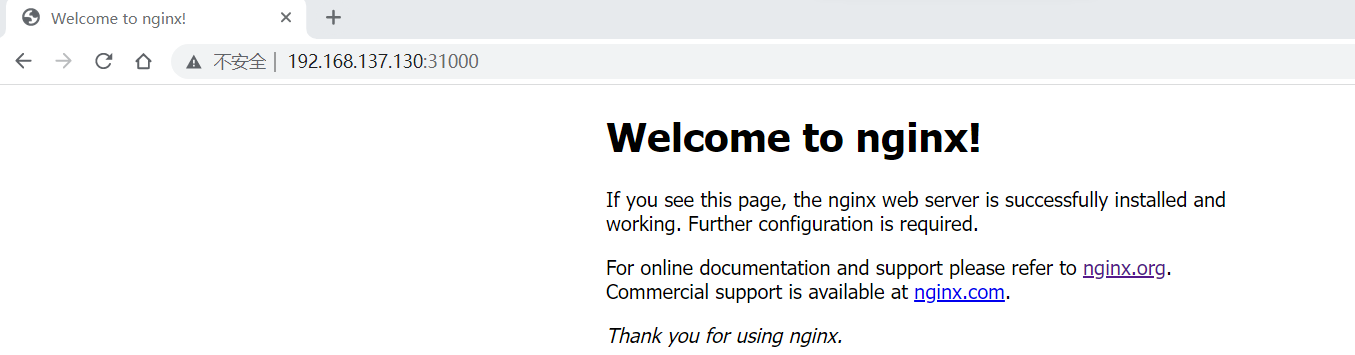 Welcome to nginx!
不安全 | 192.168.137.130:31000
Welcome to nginx!
If you see this page, the nginx web server is successfully installed and
working. Further configuration is required.
For online documentation and support please refer to nginx.org.
Commercial support is available at nginx.com.
Thank you for using nginx.